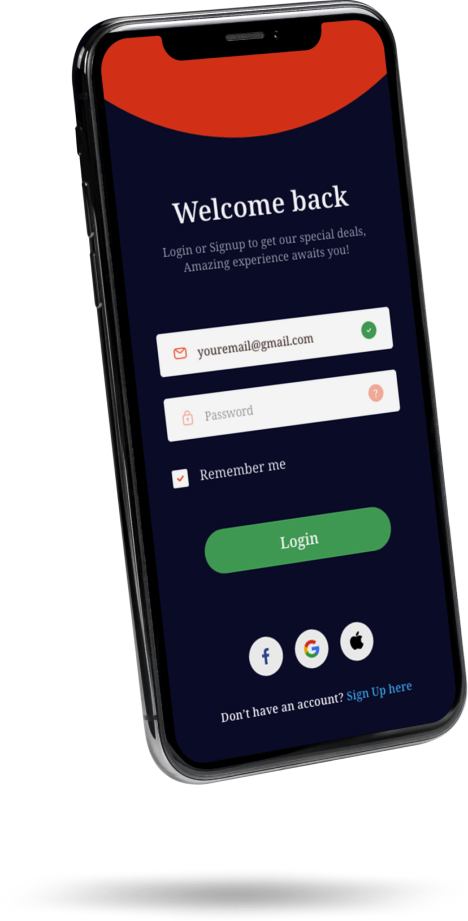 Welcome back
Login or Signup to get our special deals,
Amazing experience awaits you!
youremail@gmail.com
Password
?
Remember me
Login
Don't have an account? Sign Up here